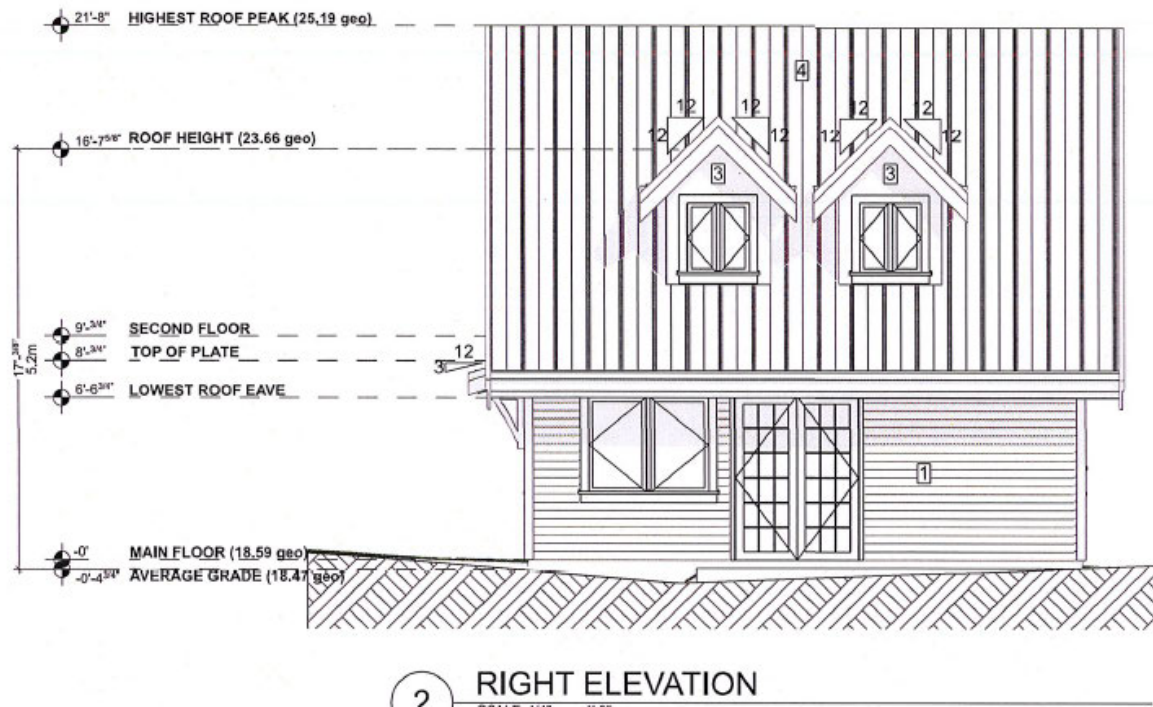 21'-8" HIGHEST ROOF PEAK (25.19 geo)
4
12 12 12 12
12 12 12 12
16'-7 5/8" ROOF HEIGHT (23.66 geo)
3 3
9'-3/4" SECOND FLOOR
8'-3/4" TOP OF PLATE
12
3
6'-6 3/4" LOWEST ROOF EAVE
17'-3/8"
5.2m
1
-0' MAIN FLOOR (18.59 geo)
-0'-4 3/4" AVERAGE GRADE (18.47 geo)
2 RIGHT ELEVATION